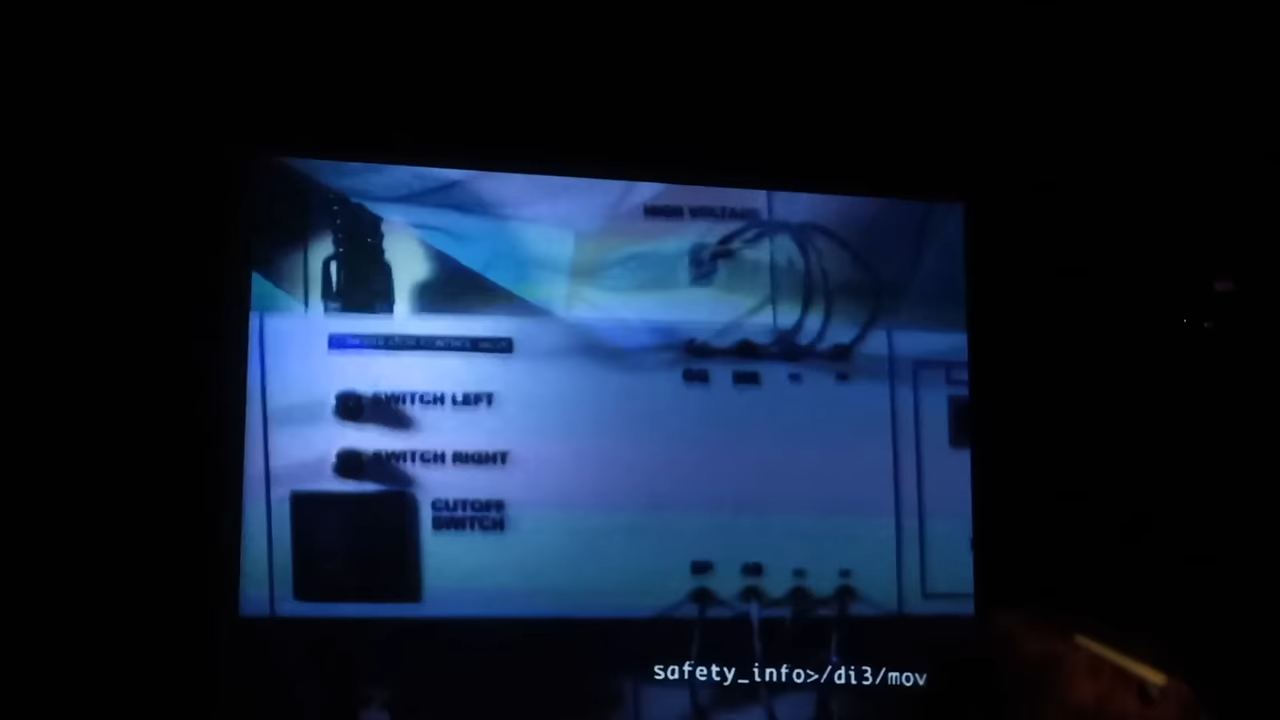 HIGH VOLTAGE
SWITCH LEFT
SWITCH RIGHT
CUTOFF
SWITCH
safety_info>/di3/mov